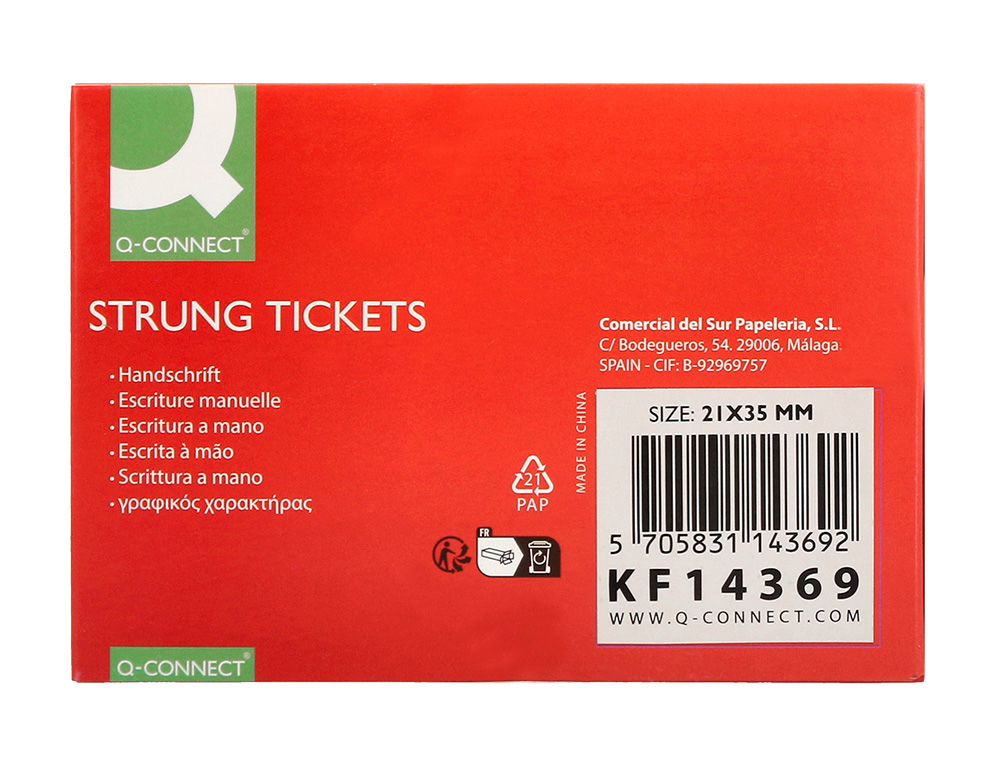 Q-CONNECT®
STRUNG TICKETS
• Handschrift
• Escriture manuelle
• Escritura a mano
• Escrita à mão
• Scrittura a mano
• γραφικός χαρακτήρας
Comercial del Sur Papeleria, S.L.
C/ Bodegueros, 54. 29006, Málaga
SPAIN - CIF: B-92969757
MADE IN CHINA
SIZE: 21X35 MM
5 705831 143692
KF14369
WWW.Q-CONNECT.COM
21
PAP
FR
Q-CONNECT®